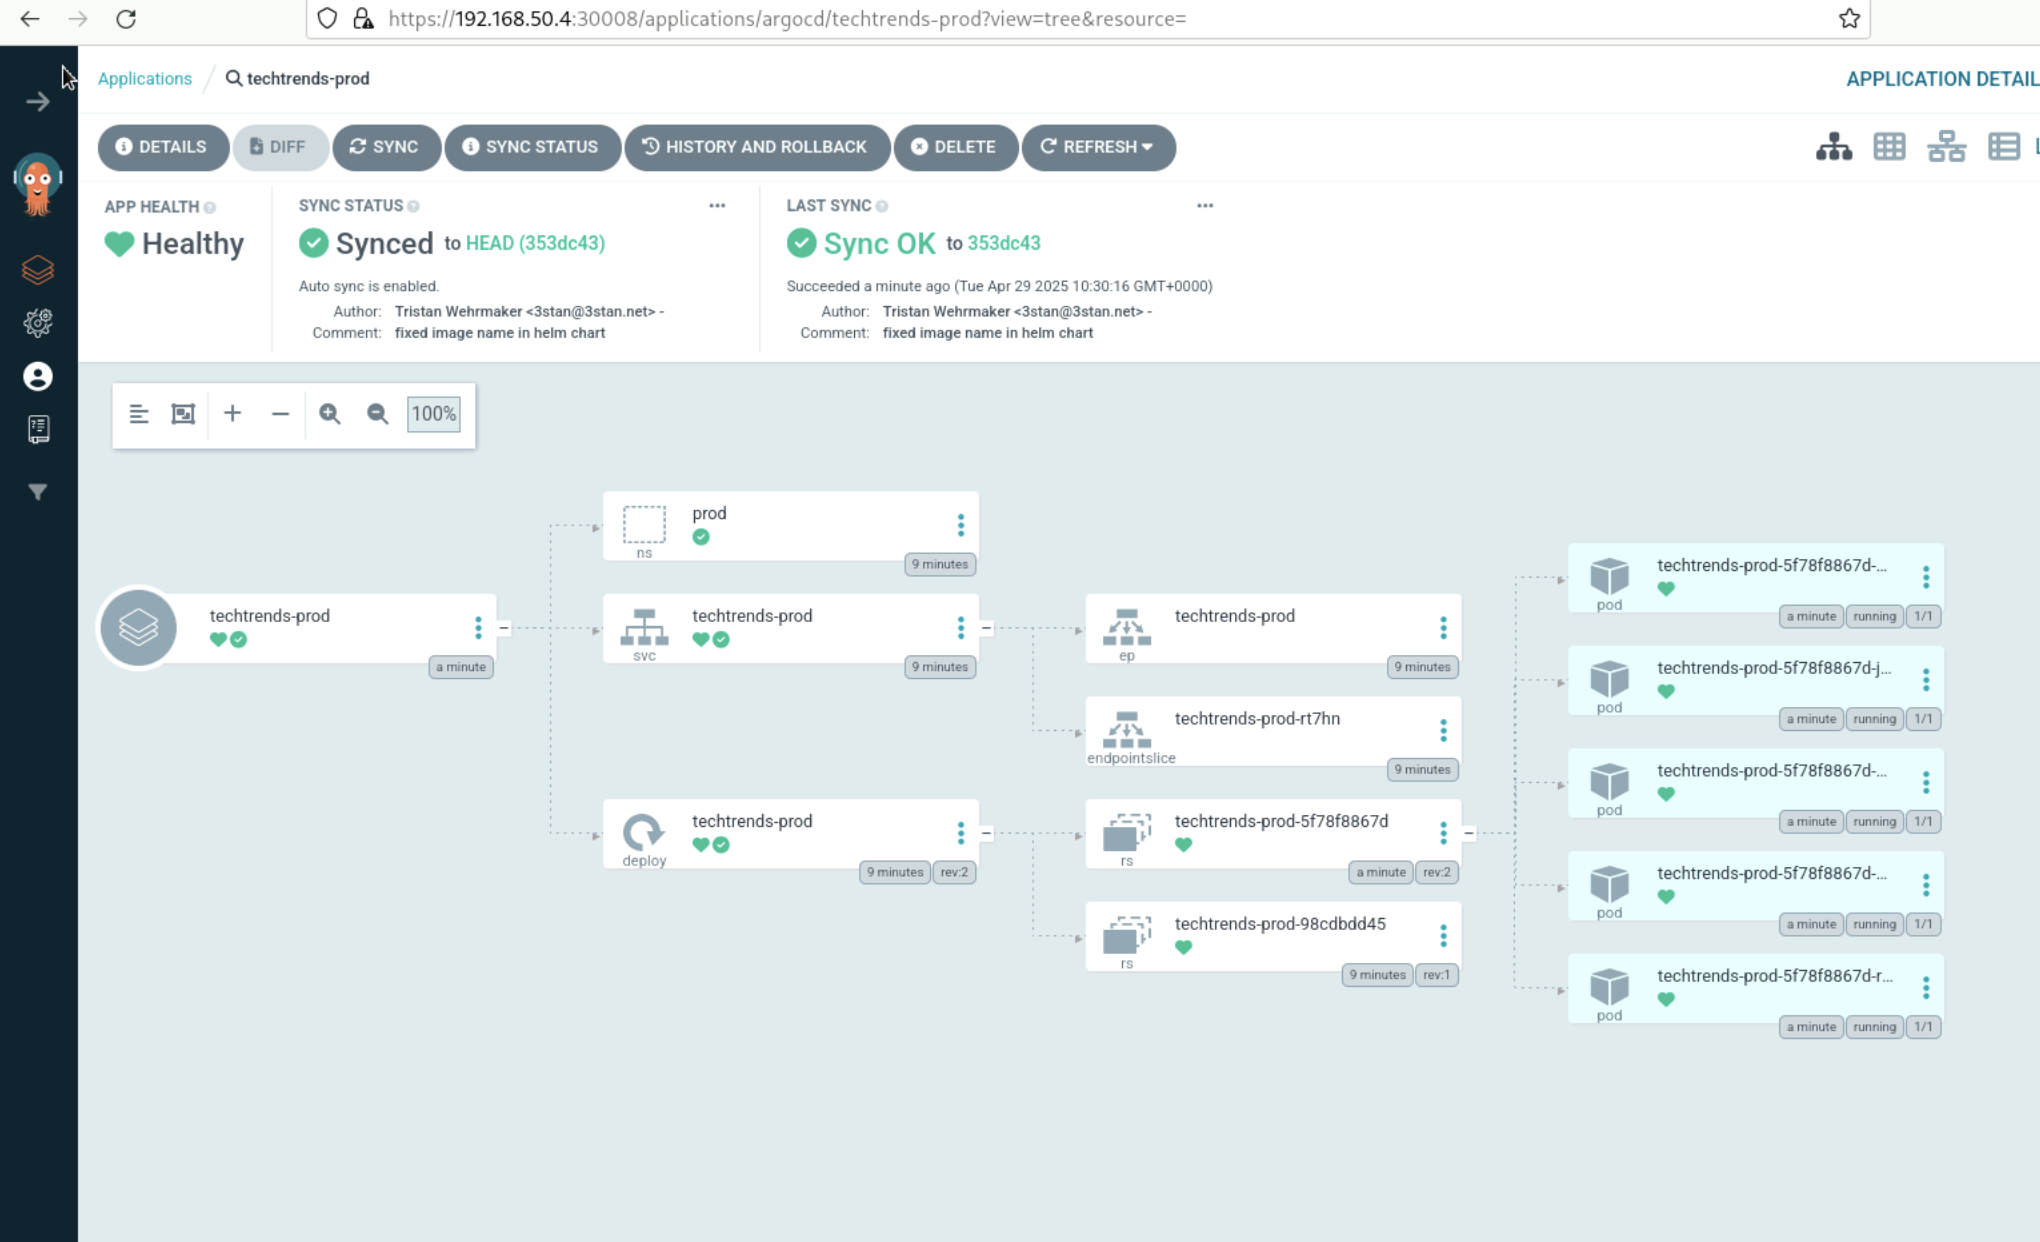 https://192.168.50.4:30008/applications/argocd/techtrends-prod?view=tree&resource=
Applications / techtrends-prod
APPLICATION DETAIL
DETAILS DIFF SYNC SYNC STATUS HISTORY AND ROLLBACK DELETE REFRESH
APP HEALTH
Healthy
SYNC STATUS
Synced to HEAD (353dc43)
Auto sync is enabled.
Author: Tristan Wehrmaker <3stan@3stan.net> -
Comment: fixed image name in helm chart
LAST SYNC
Sync OK to 353dc43
Succeeded a minute ago (Tue Apr 29 2025 10:30:16 GMT+0000)
Author: Tristan Wehrmaker <3stan@3stan.net> -
Comment: fixed image name in helm chart
100%
techtrends-prod
a minute
prod
ns
9 minutes
techtrends-prod
svc
9 minutes
techtrends-prod
deploy
9 minutes rev:2
techtrends-prod
ep
9 minutes
techtrends-prod-rt7hn
endpointslice
9 minutes
techtrends-prod-5f78f8867d
rs
a minute rev:2
techtrends-prod-98cdbdd45
rs
9 minutes rev:1
techtrends-prod-5f78f8867d-...
pod
a minute running 1/1
techtrends-prod-5f78f8867d-j...
pod
a minute running 1/1
techtrends-prod-5f78f8867d-...
pod
a minute running 1/1
techtrends-prod-5f78f8867d-...
pod
a minute running 1/1
techtrends-prod-5f78f8867d-r...
pod
a minute running 1/1